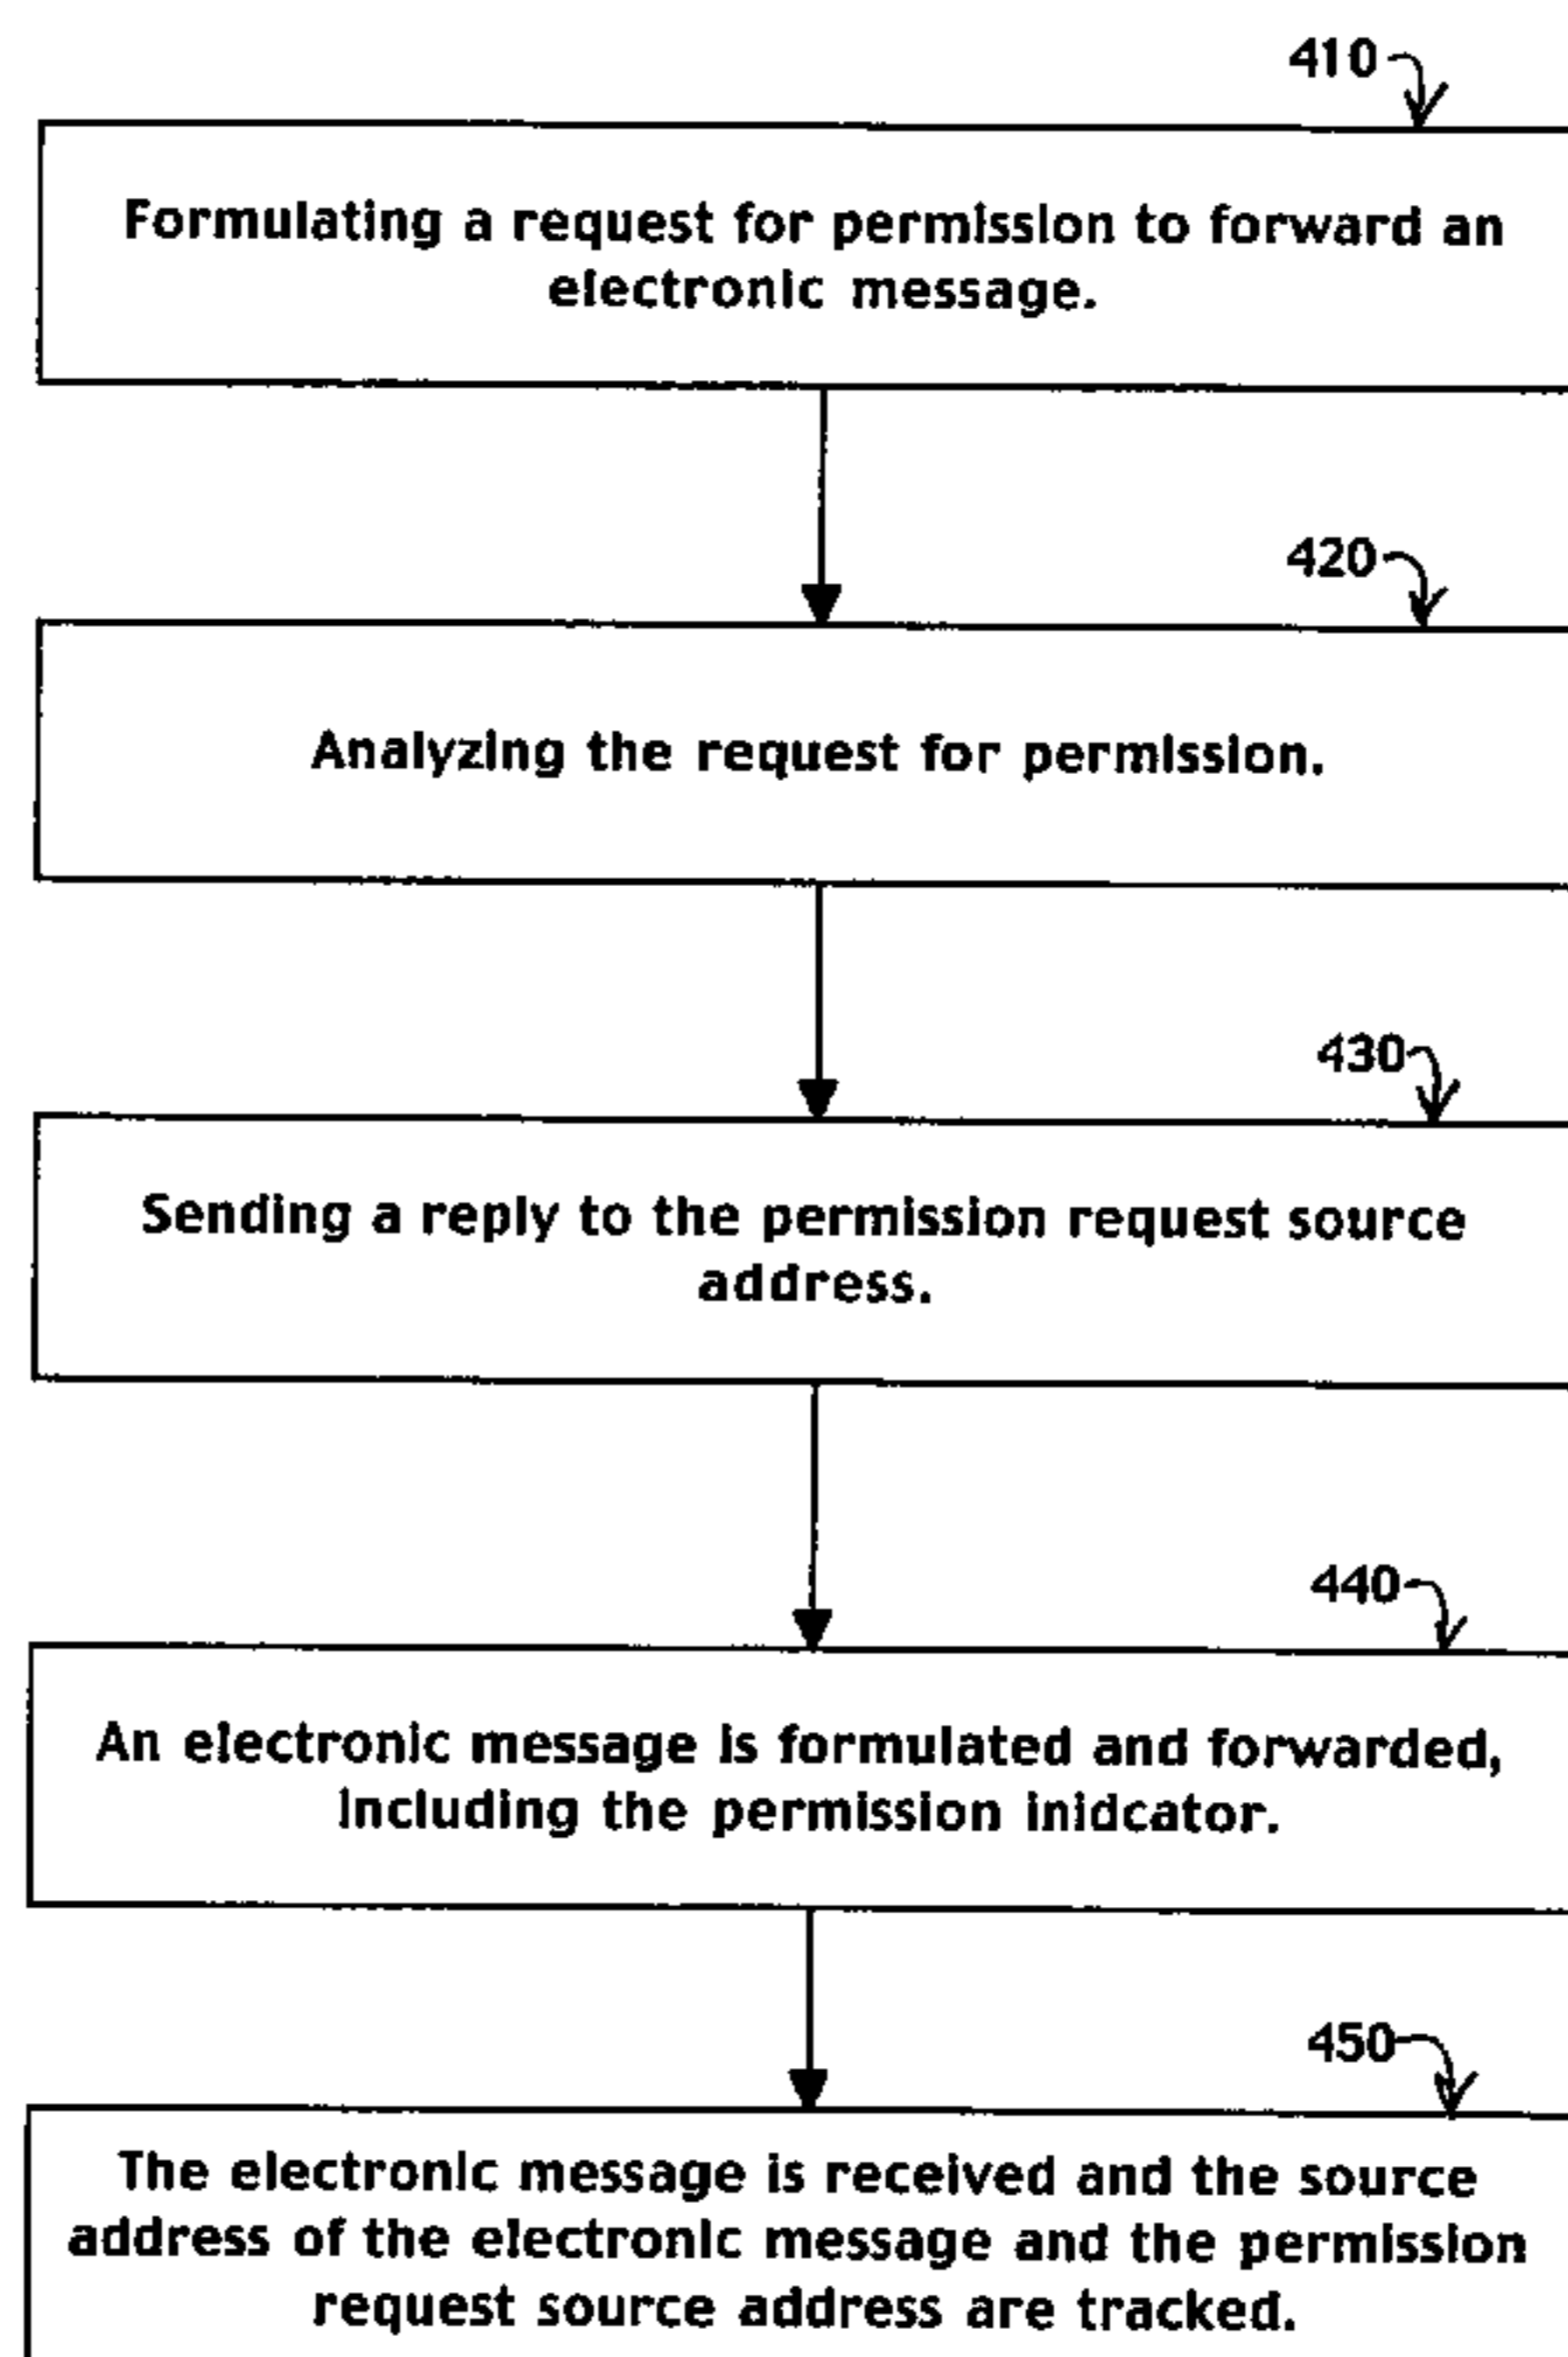 410
Formulating a request for permission to forward an
electronic message.
420
Analyzing the request for permission.
430
Sending a reply to the permission request source
address.
440
An electronic message is formulated and forwarded,
including the permission inidcator.
450
The electronic message is received and the source
address of the electronic message and the permission
request source address are tracked.